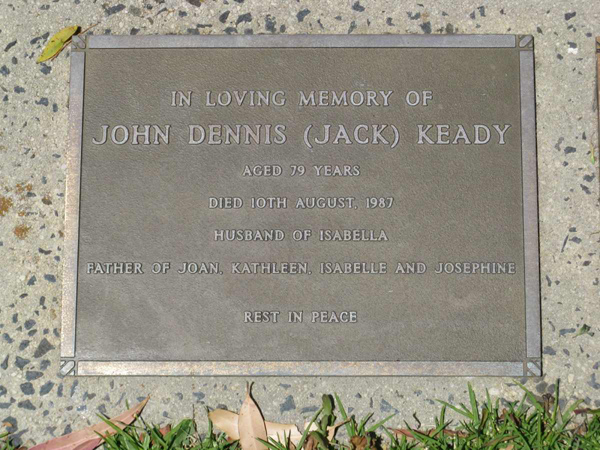 IN LOVING MEMORY OF
JOHN DENNIS (JACK) KEADY
AGED 79 YEARS
DIED 10TH AUGUST, 1987
HUSBAND OF ISABELLA
FATHER OF JOAN, KATHLEEN, ISABELLE AND JOSEPHINE
REST IN PEACE